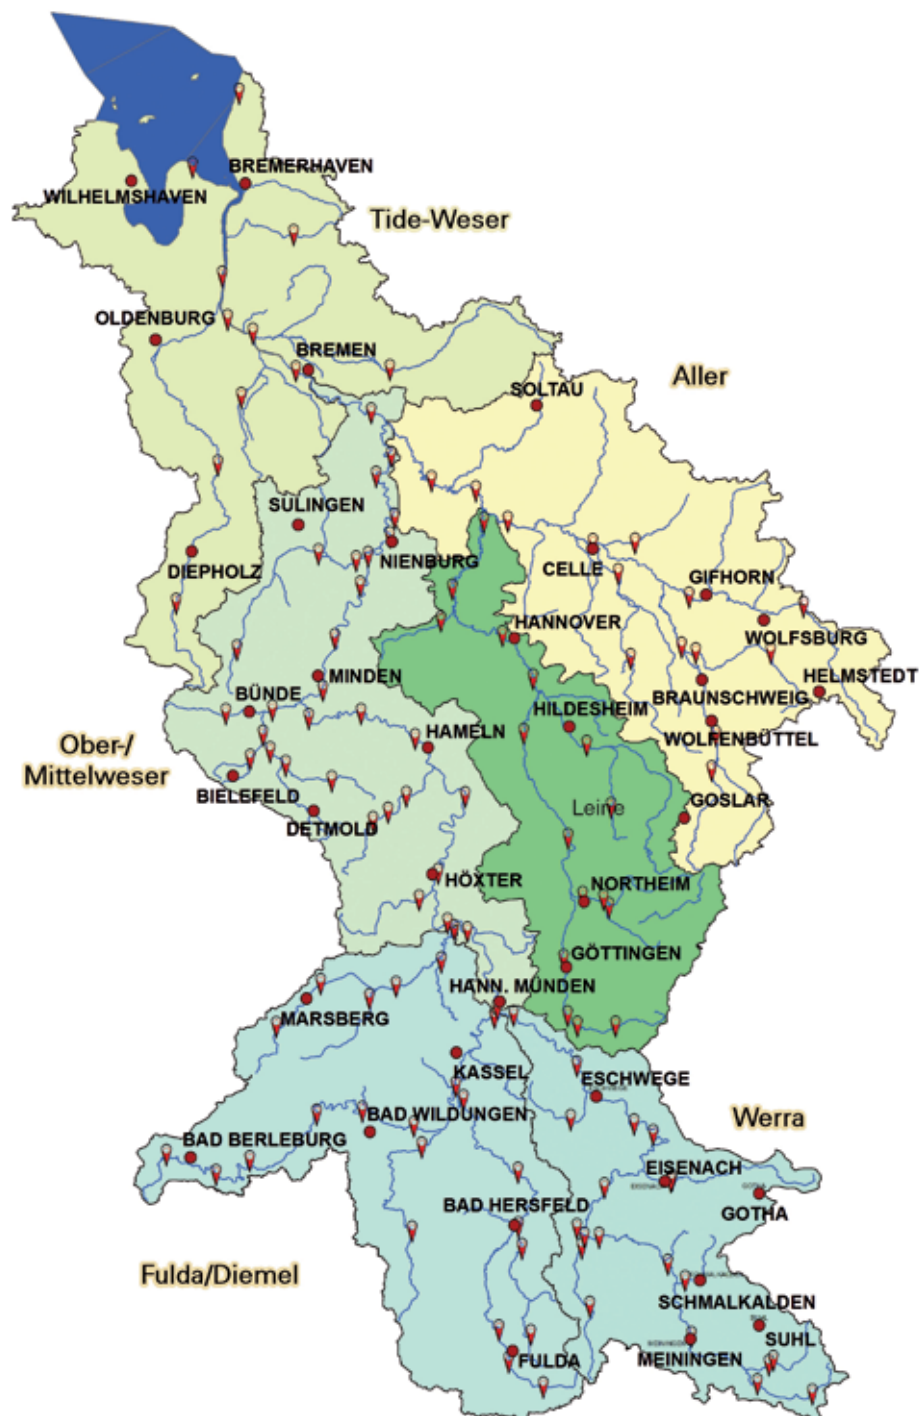 BREMERHAVEN
WILHELMSHAVEN
Tide-Weser
OLDENBURG
BREMEN
Aller
SOLTAU
SULINGEN
NIENBURG
DIEPHOLZ
CELLE
GIFHORN
HANNOVER
WOLFSBURG
MINDEN
HELMSTEDT
BÜNDE
BRAUNSCHWEIG
HILDESHEIM
HAMELN
WOLFENBÜTTEL
Ober-/
Mittelweser
BIELEFELD
DETMOLD
Leine
GOSLAR
HÖXTER
NORTHEIM
GÖTTINGEN
HANN. MÜNDEN
MARSBERG
KASSEL
ESCHWEGE
BAD WILDUNGEN
Werra
BAD BERLEBURG
EISENACH
BAD HERSFELD
GOTHA
Fulda/Diemel
SCHMALKALDEN
SUHL
MEININGEN
FULDA